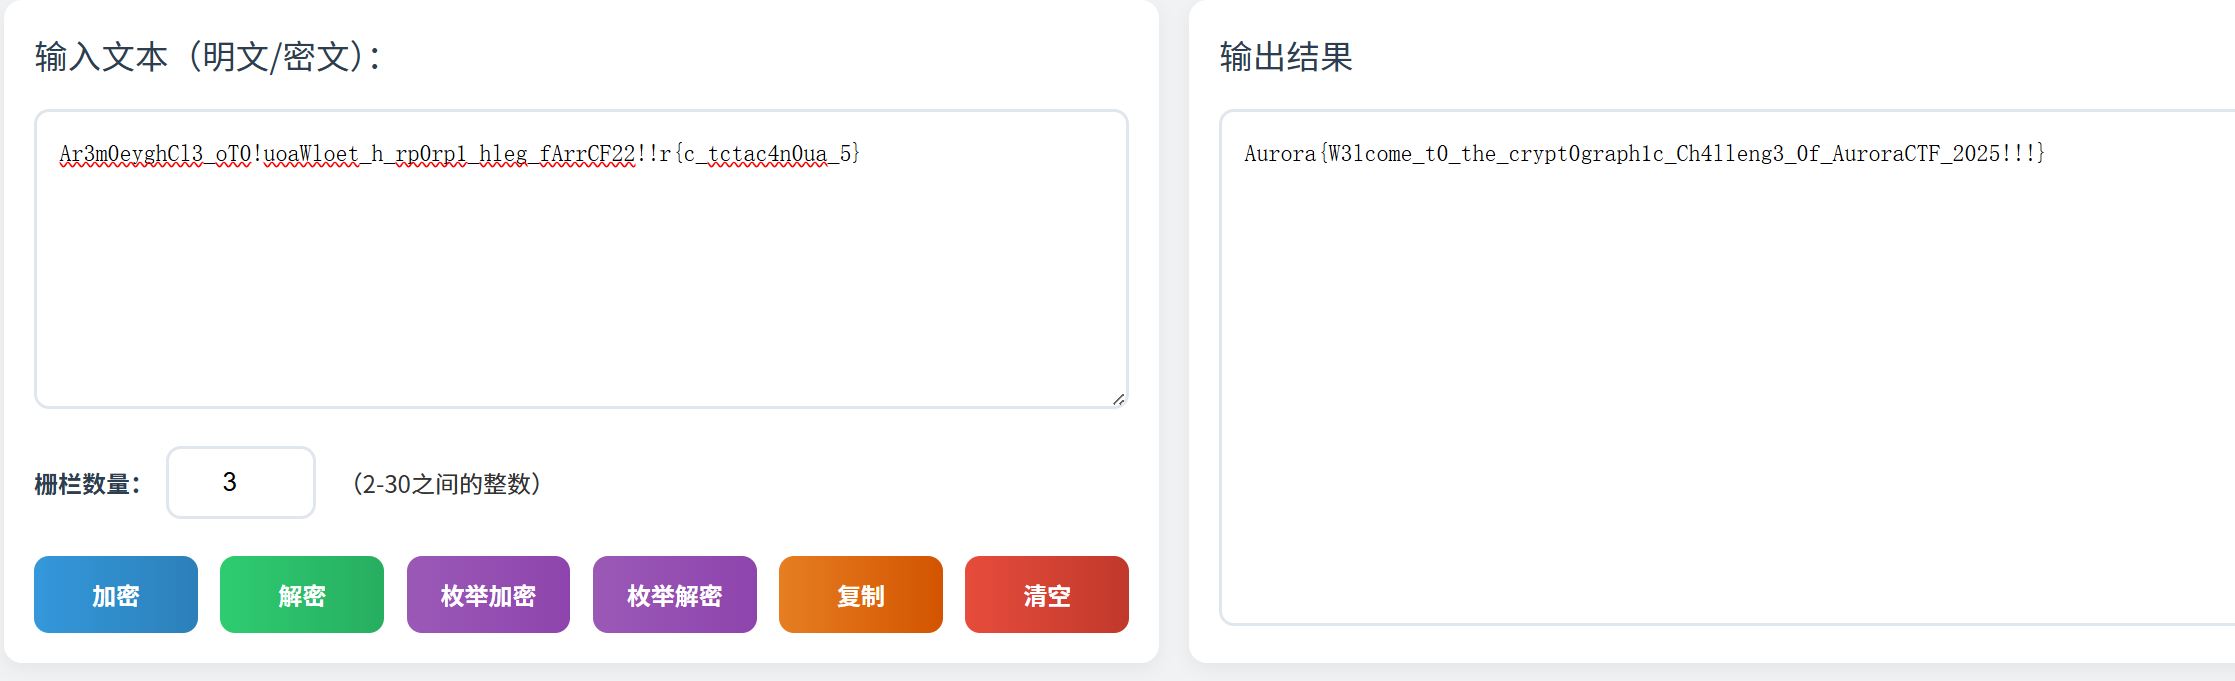 输入文本（明文/密文）：
Ar3m0eyghCl3_oT0!uoaWloet_h_rp0rp1_hleg_fArrCF22!!r{c_tctac4n0ua_5}
栅栏数量：
3
（2-30之间的整数）
加密
解密
枚举加密
枚举解密
复制
清空
输出结果
Aurora{W3lcome_t0_the_crypt0graph1c_Ch4lleng3_0f_AuroraCTF_2025!!!}